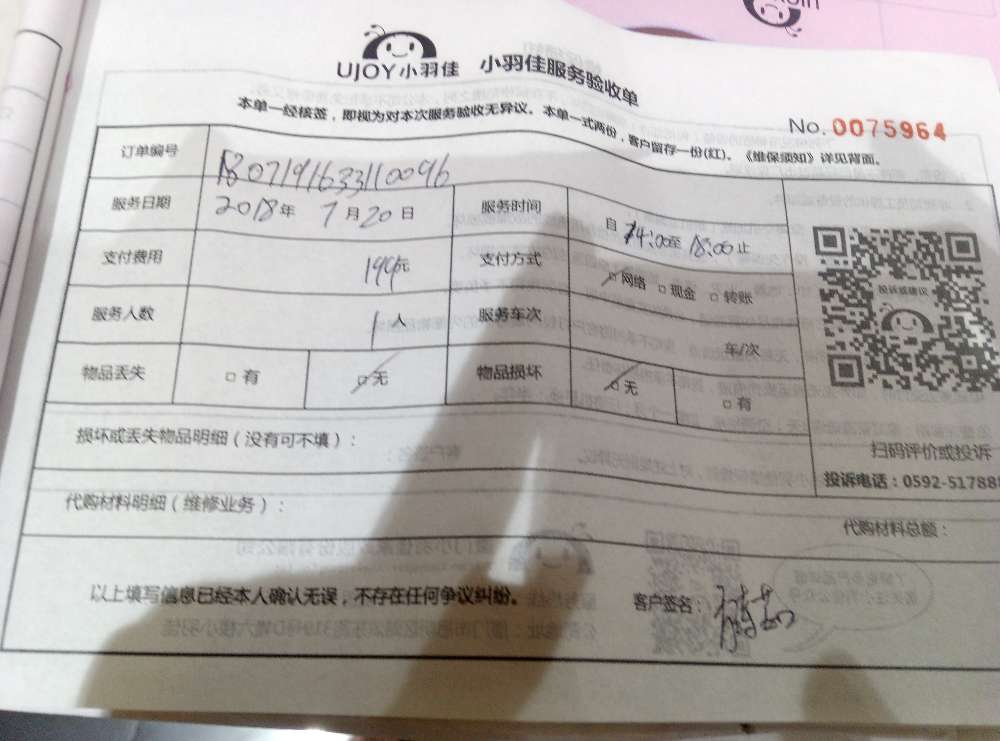 UJOY小羽佳 小羽佳服务验收单
本单一经核签，即视为对本次服务验收无异议。本单一式两份，客户留存一份(红)。《维保须知》详见背面。
No. 0075964
订单编号 1807191633110096
服务日期 2018年 7月20日 服务时间 自 14:00至 18:00止
支付费用 元 支付方式 □网络 □现金 □转账
服务人数 1人 服务车次 车/次
物品丢失 □有 □无 物品损坏 □无 □有
投诉或建议
扫码评价或投诉
投诉电话：0592-517888
损坏或丢失物品明细（没有可不填）：
代购材料明细（维修业务）：
代购材料总额：
以上填写信息已经本人确认无误，不存在任何争议纠纷。 客户签名：